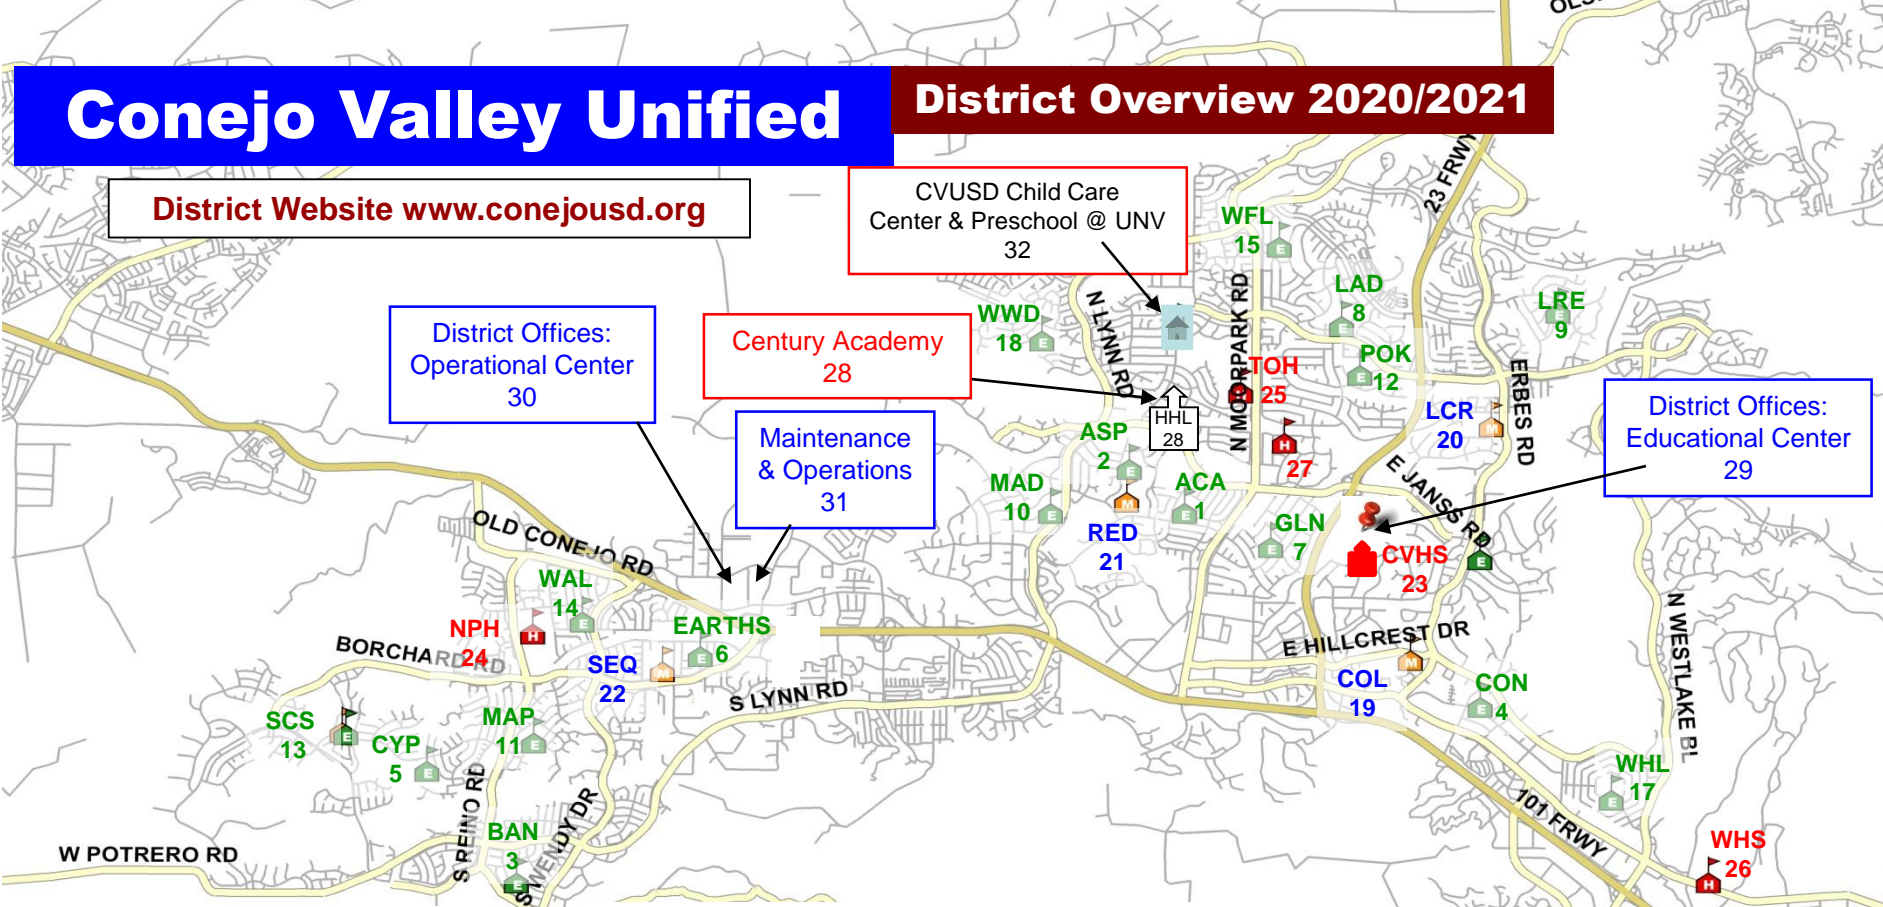 OLS
Conejo Valley Unified
District Overview 2020/2021
District Website www.conejousd.org
CVUSD Child Care
Center & Preschool @ UNV
32
23 FRWY
WFL
15
LAD
8
LRE
9
WWD
18
N LYNN RD
N MOORPARK RD
District Offices:
Operational Center
30
Century Academy
28
POK
12
TOH
25
ERBES RD
HHL
28
LCR
20
District Offices:
Educational Center
29
Maintenance
& Operations
31
ASP
2
27
MAD
10
ACA
1
E JANSS RD
RED
21
GLN
7
CVHS
23
OLD CONEJO RD
WAL
14
NPH
24
EARTHS
6
BORCHARD RD
SEQ
22
E HILLCREST DR
N WESTLAKE BL
S LYNN RD
COL
19
CON
4
SCS
13
CYP
5
MAP
11
WHL
17
S REINO RD
S WENDY DR
101 FRWY
BAN
3
W POTRERO RD
WHS
26
E
E
E
E
E
E
M
H
E
M
E
E
E
H
E
E
M
M
E
E
E
E
E
E
H